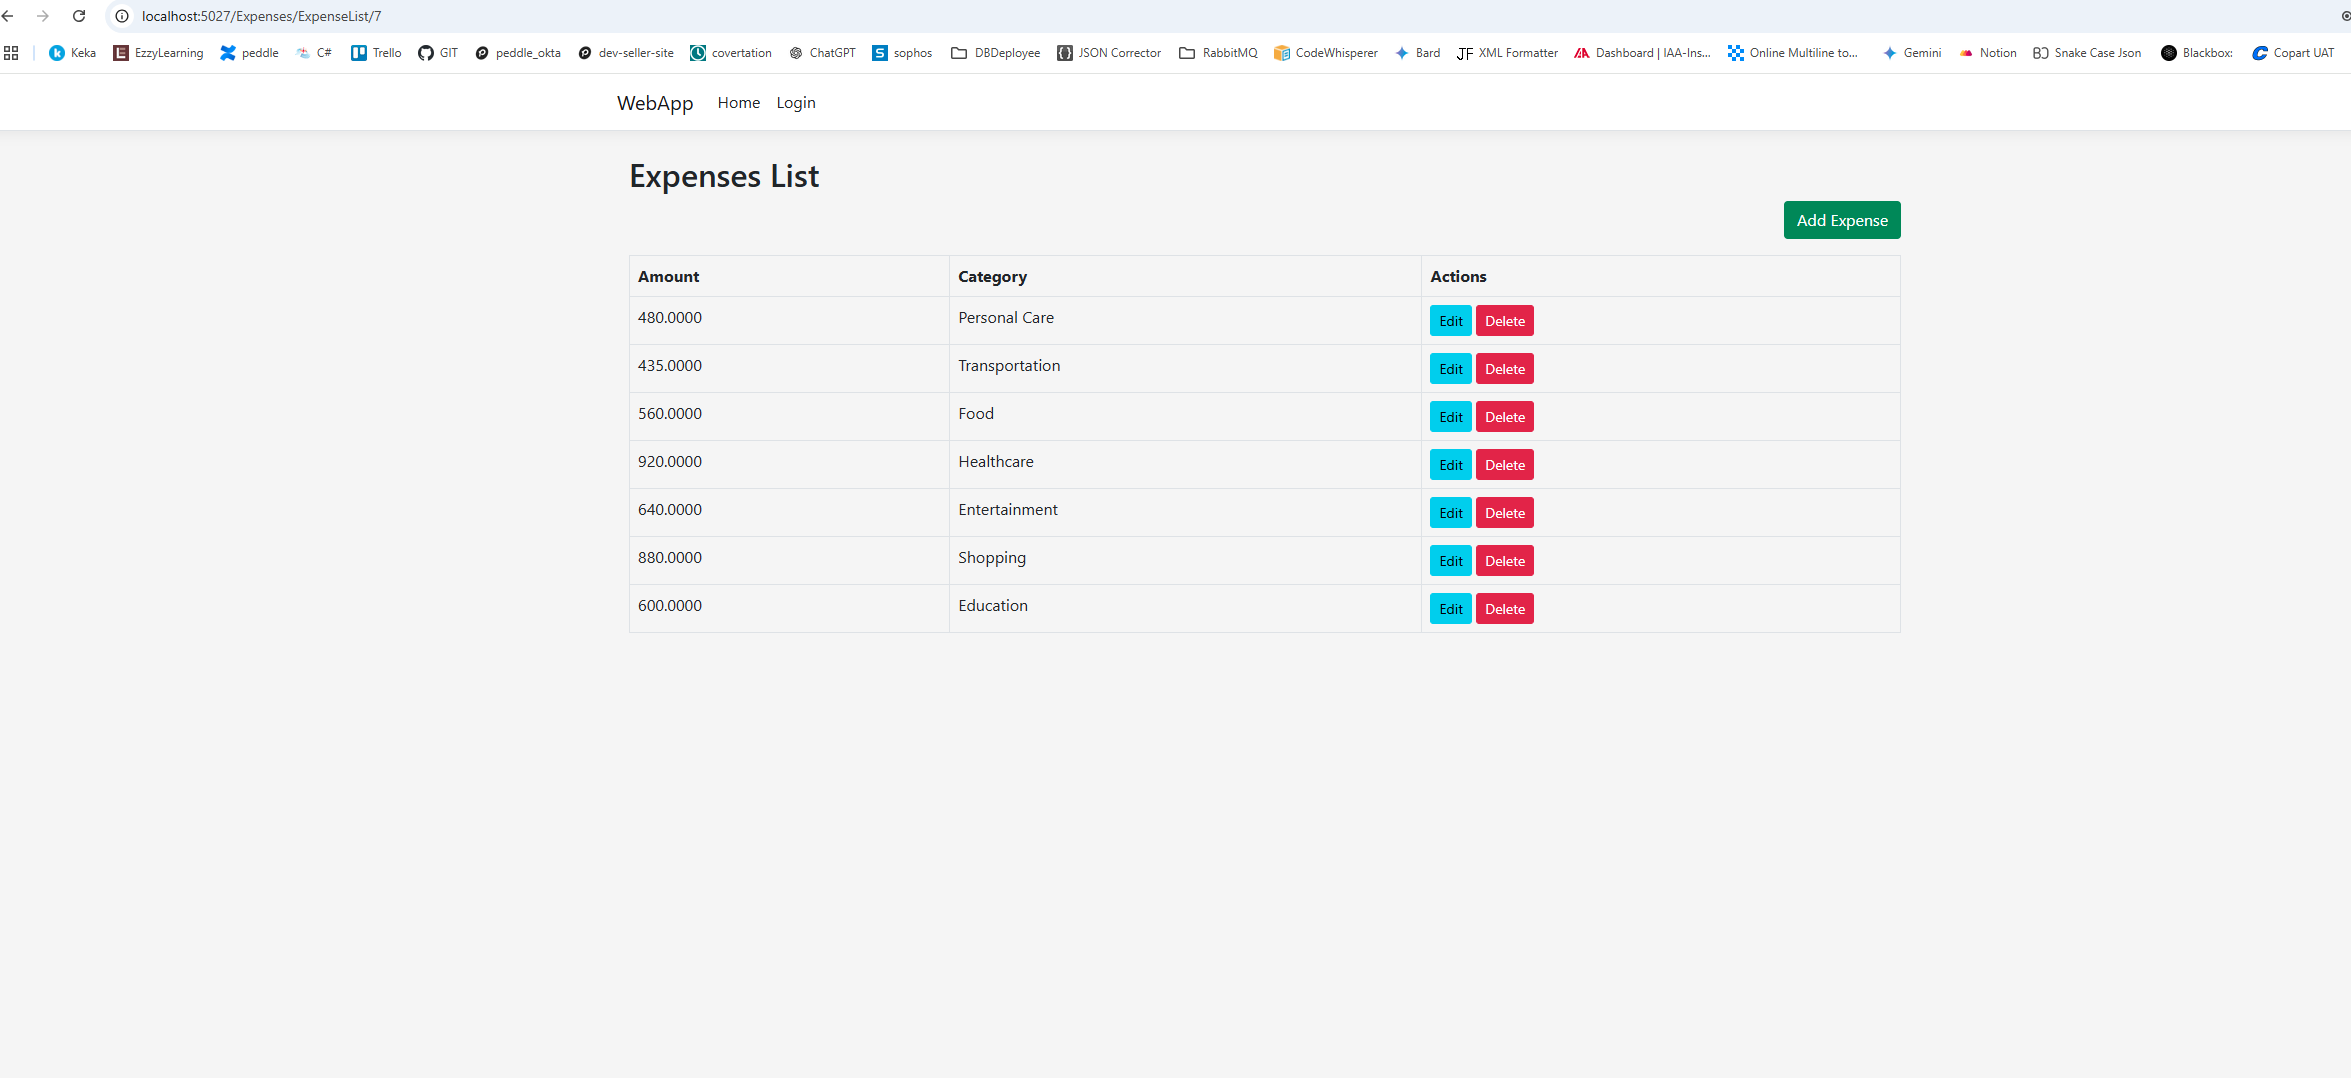 localhost:5027/Expenses/ExpenseList/7
Keka EzzyLearning peddle C# Trello GIT peddle_okta dev-seller-site covertation ChatGPT sophos DBDeployee JSON Corrector RabbitMQ CodeWhisperer Bard XML Formatter Dashboard | IAA-Ins... Online Multiline to... Gemini Notion Snake Case Json Blackbox: Copart UAT
WebApp Home Login
Expenses List
Add Expense
Amount Category Actions
480.0000 Personal Care Edit Delete
435.0000 Transportation Edit Delete
560.0000 Food Edit Delete
920.0000 Healthcare Edit Delete
640.0000 Entertainment Edit Delete
880.0000 Shopping Edit Delete
600.0000 Education Edit Delete